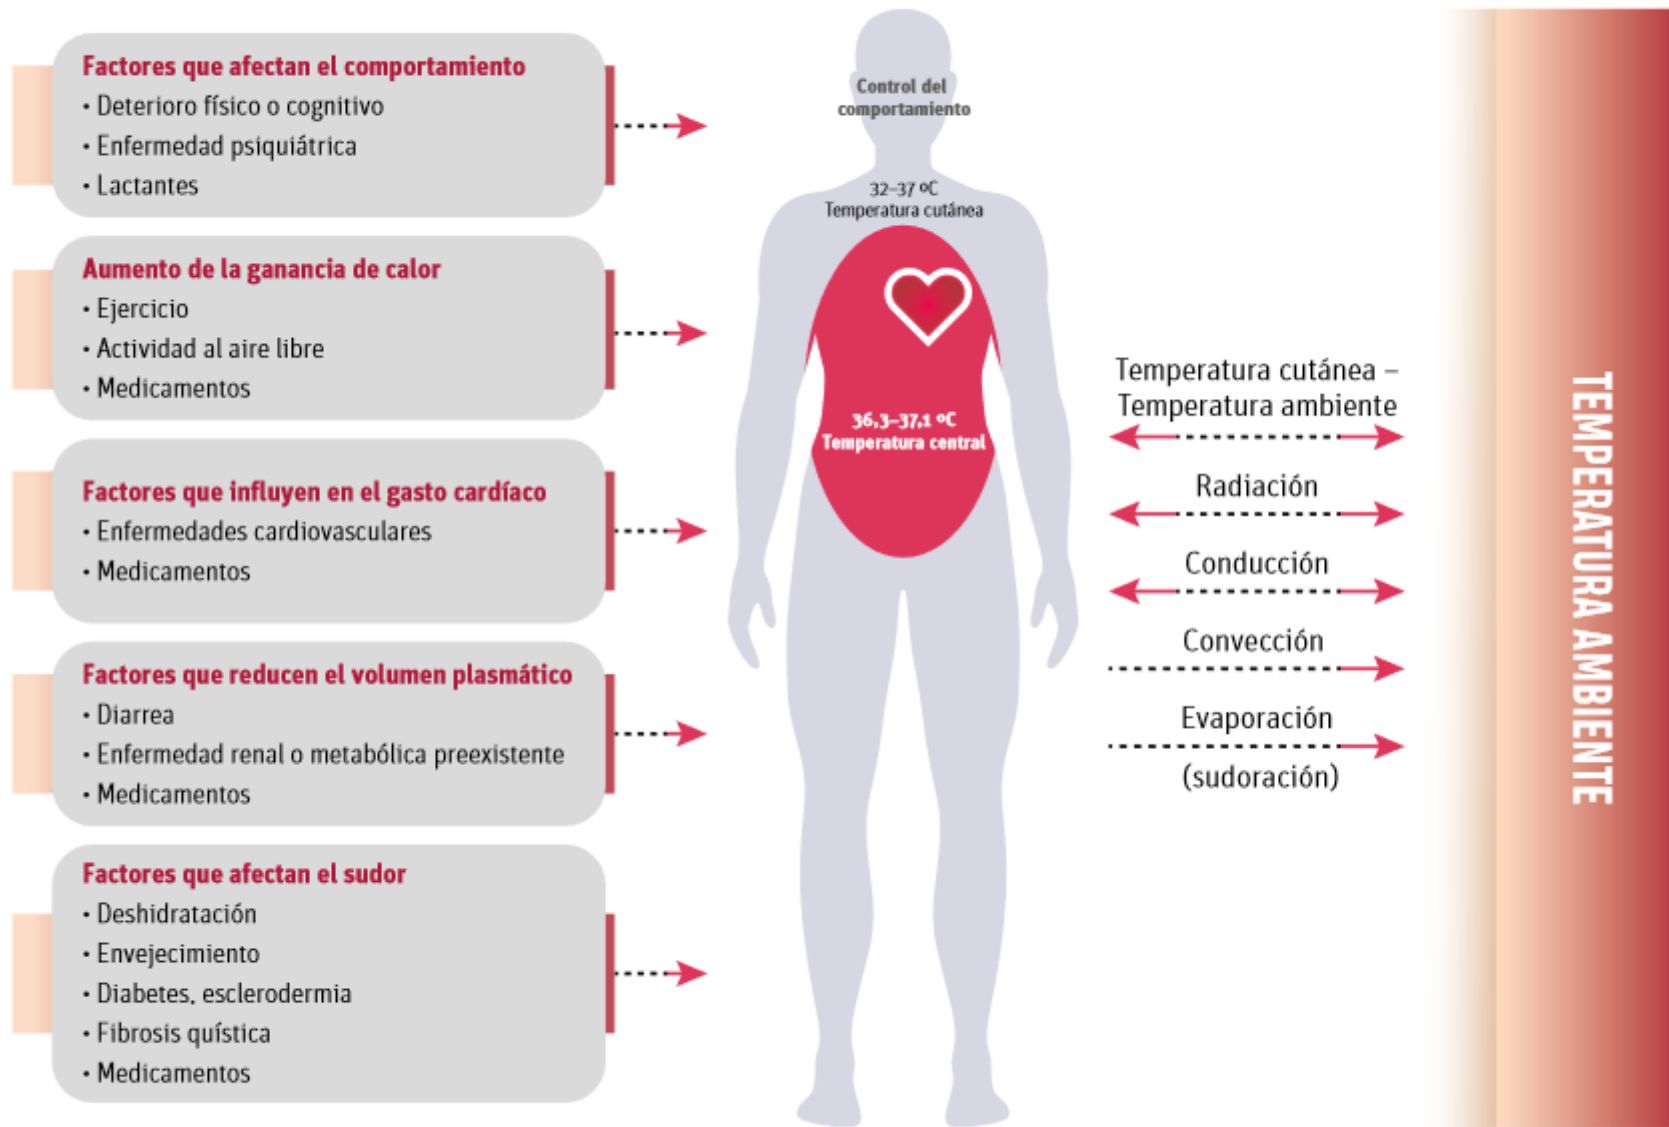 Factores que afectan el comportamiento
• Deterioro físico o cognitivo
• Enfermedad psiquiátrica
• Lactantes
Aumento de la ganancia de calor
• Ejercicio
• Actividad al aire libre
• Medicamentos
Factores que influyen en el gasto cardíaco
• Enfermedades cardiovasculares
• Medicamentos
Factores que reducen el volumen plasmático
• Diarrea
• Enfermedad renal o metabólica preexistente
• Medicamentos
Factores que afectan el sudor
• Deshidratación
• Envejecimiento
• Diabetes, esclerodermia
• Fibrosis quística
• Medicamentos
Control del
comportamiento
32–37 ºC
Temperatura cutánea
36,3–37,1 ºC
Temperatura central
Temperatura cutánea –
Temperatura ambiente
Radiación
Conducción
Convección
Evaporación
(sudoración)
TEMPERATURA AMBIENTE